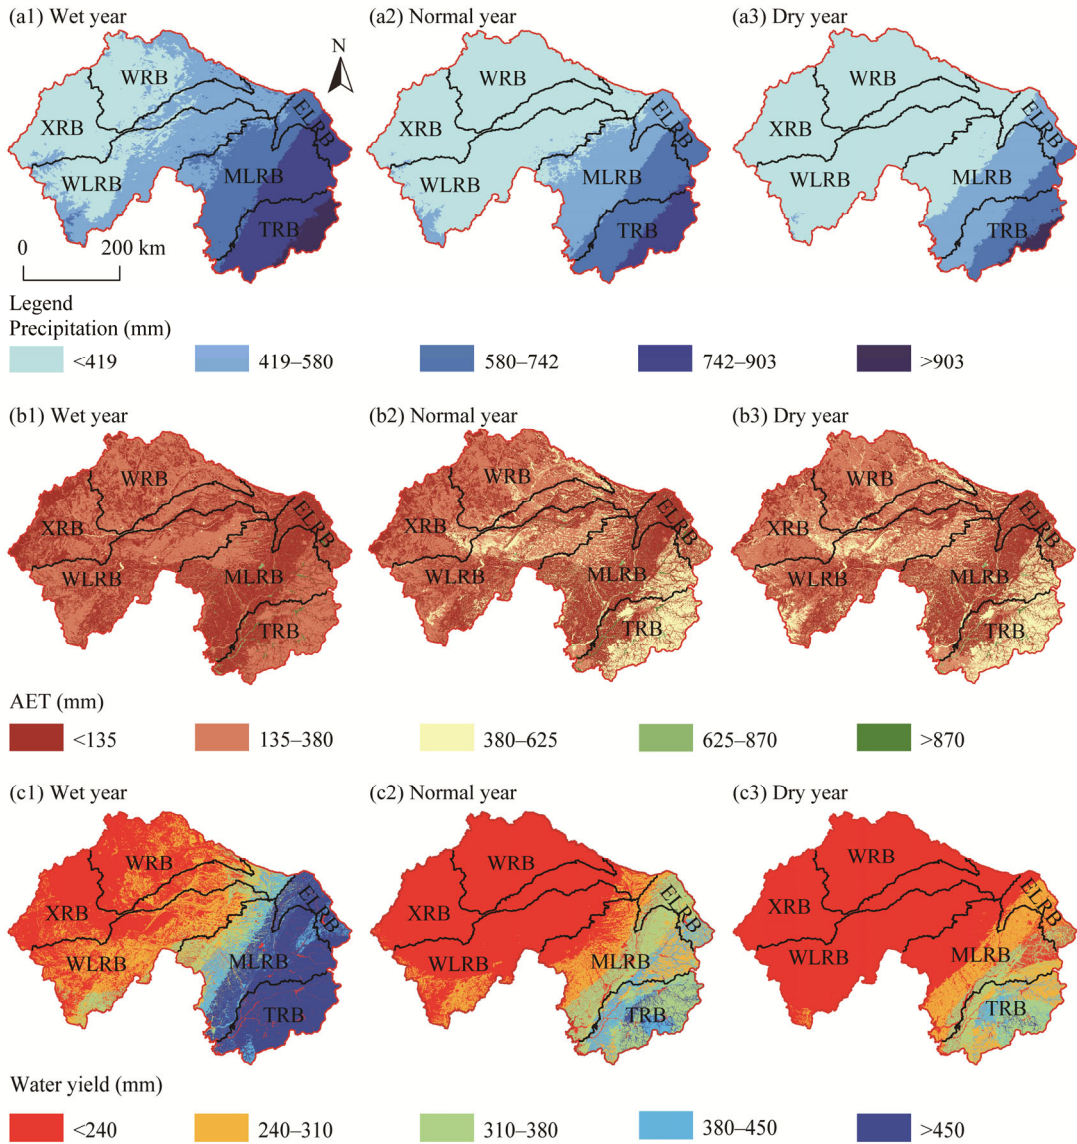 (a1) Wet year
(a2) Normal year
(a3) Dry year
N
WRB
XRB
WLRB
MLRB
ELRB
TRB
WRB
XRB
WLRB
MLRB
ELRB
TRB
WRB
XRB
WLRB
MLRB
ELRB
TRB
0 200 km
Legend
Precipitation (mm)
<419 419–580 580–742 742–903 >903
(b1) Wet year
(b2) Normal year
(b3) Dry year
WRB
XRB
WLRB
MLRB
ELRB
TRB
WRB
XRB
WLRB
MLRB
ELRB
TRB
WRB
XRB
WLRB
MLRB
ELRB
TRB
AET (mm)
<135 135–380 380–625 625–870 >870
(c1) Wet year
(c2) Normal year
(c3) Dry year
WRB
XRB
WLRB
MLRB
ELRB
TRB
WRB
XRB
WLRB
MLRB
ELRB
TRB
WRB
XRB
WLRB
MLRB
ELRB
TRB
Water yield (mm)
<240 240–310 310–380 380–450 >450